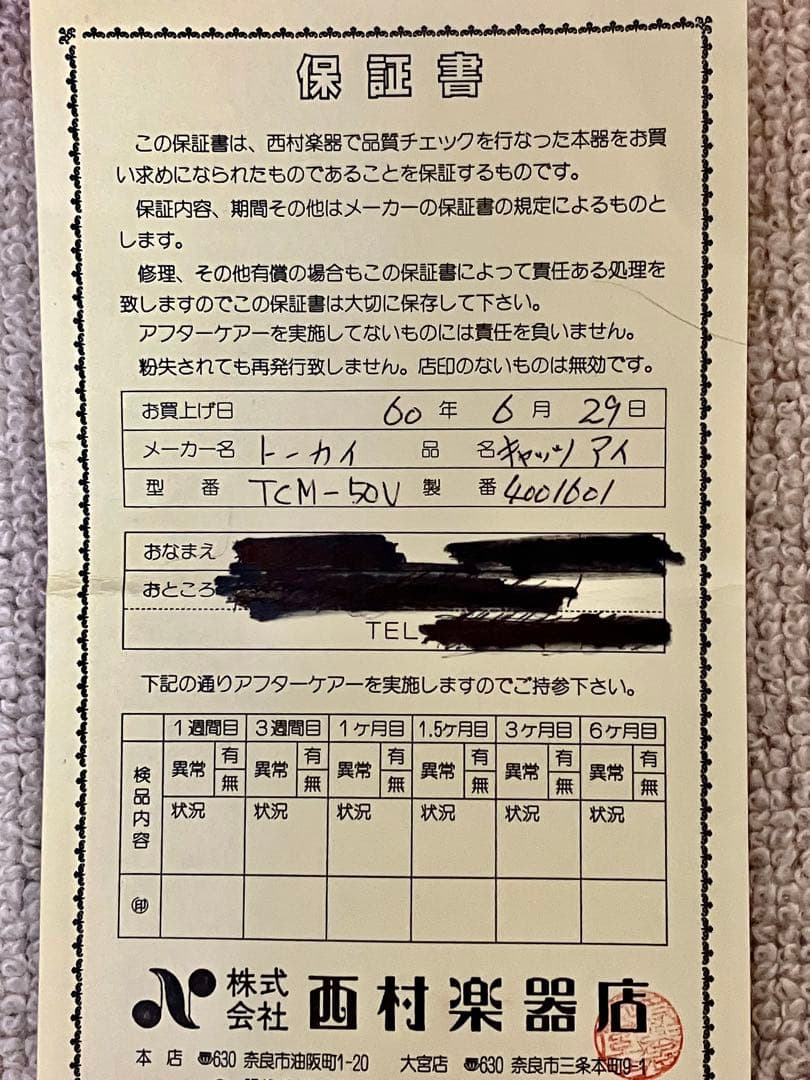 保証書
この保証書は、西村楽器で品質チェックを行なった本器をお買
い求めになられたものであることを保証するものです。
保証内容、期間その他はメーカーの保証書の規定によるものと
します。
修理、その他有償の場合もこの保証書によって責任ある処理を
致しますのでこの保証書は大切に保存して下さい。
アフターケアーを実施してないものには責任を負いません。
粉失されても再発行致しません。店印のないものは無効です。
お買上げ日 60年 6月 29日
メーカー名 トーカイ 品名 キャッツアイ
型番 TCM-50V 製番 4001601
おなまえ
おところ
TEL
下記の通りアフターケアーを実施しますのでご持参下さい。
1週間目 3週間目 1ケ月目 1.5ケ月目 3ケ月目 6ケ月目
検品内容 異常 有 無 異常 有 無 異常 有 無 異常 有 無 異常 有 無 異常 有 無
状況 状況 状況 状況 状況 状況
㊞
株式会社 西村楽器店
本店 〠630 奈良市油阪町1-20 大宮店 〠630 奈良市三条本町9-1